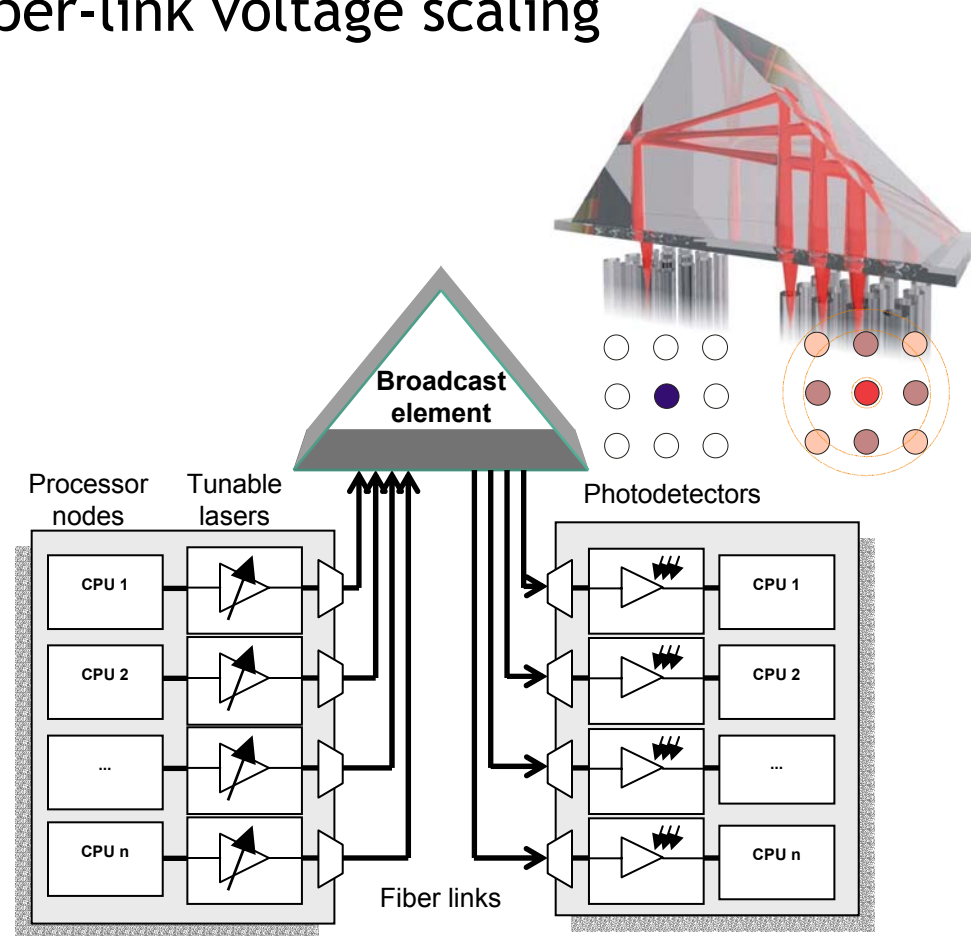 ber-link voltage scaling
Broadcast
element
Processor
nodes
Tunable
lasers
Photodetectors
CPU 1
CPU 2
...
CPU n
CPU 1
CPU 2
...
CPU n
Fiber links